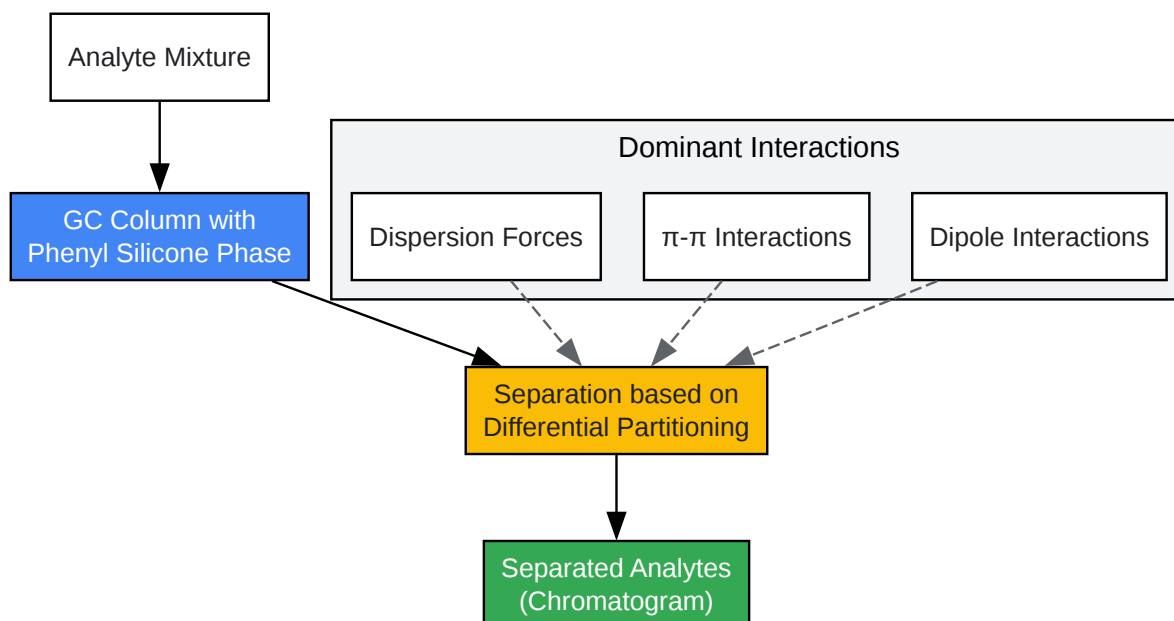 Analyte Mixture
Dominant Interactions
GC Column with
Phenyl Silicone Phase
Dispersion Forces
π-π Interactions
Dipole Interactions
Separation based on
Differential Partitioning
Separated Analytes
(Chromatogram)